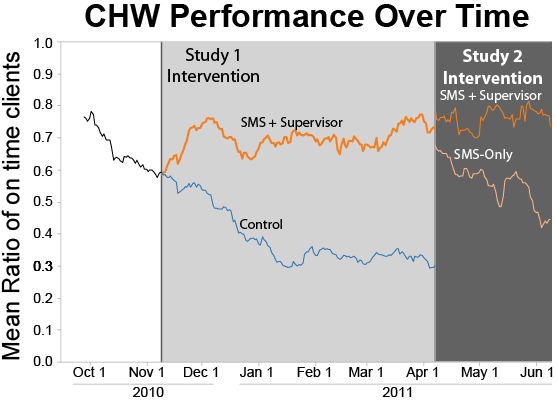 CHW Performance Over Time
Mean Ratio of on time clients
1.0
0.9
0.8
0.7
0.6
0.5
0.4
0.3
0.2
0.1
0.0
Study 1
Intervention
SMS + Supervisor
Control
Study 2
Intervention
SMS + Supervisor
SMS-Only
Oct 1 Nov 1 Dec 1 Jan 1 Feb 1 Mar 1 Apr 1 May 1 Jun 1
2010 2011